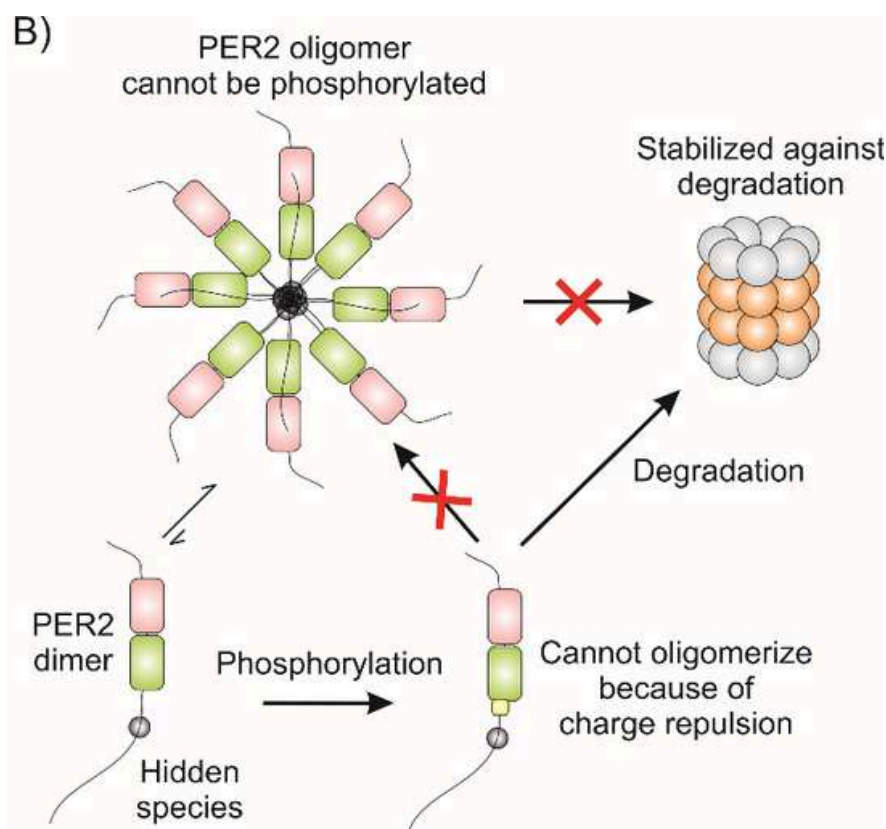 B)
PER2 oligomer
cannot be phosphorylated
Stabilized against
degradation
Degradation
PER2
dimer
Phosphorylation
Cannot oligomerize
because of
charge repulsion
Hidden
species